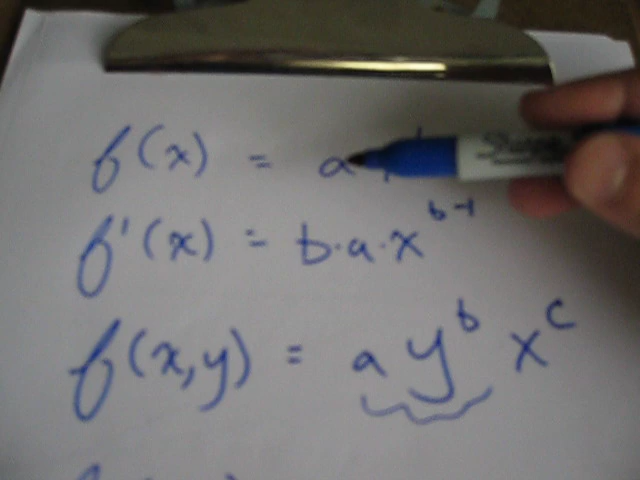 f(x) = a
f'(x) = b·a·x^{b-1}
f(x,y) = a y^b x^c